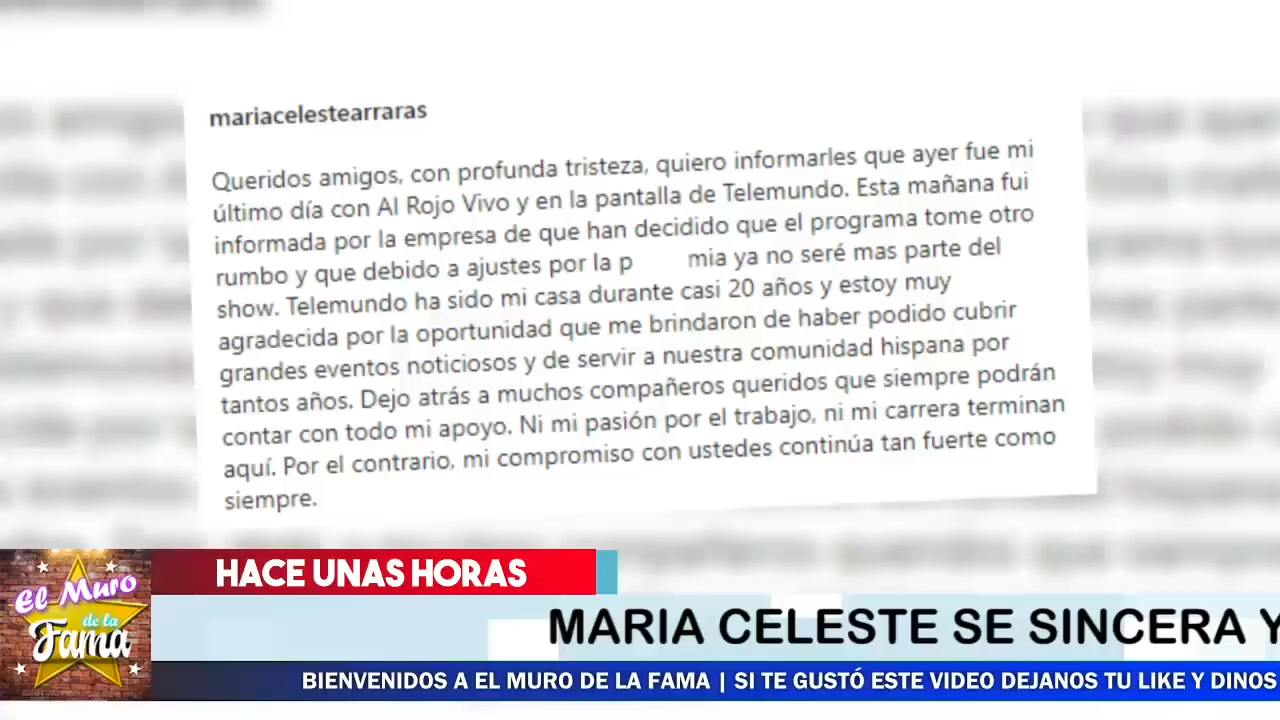 mariacelestearraras
Queridos amigos, con profunda tristeza, quiero informarles que ayer fue mi
último día con Al Rojo Vivo y en la pantalla de Telemundo. Esta mañana fui
informada por la empresa de que han decidido que el programa tome otro
rumbo y que debido a ajustes por la p mia ya no seré mas parte del
show. Telemundo ha sido mi casa durante casi 20 años y estoy muy
agradecida por la oportunidad que me brindaron de haber podido cubrir
grandes eventos noticiosos y de servir a nuestra comunidad hispana por
tantos años. Dejo atrás a muchos compañeros queridos que siempre podrán
contar con todo mi apoyo. Ni mi pasión por el trabajo, ni mi carrera terminan
aquí. Por el contrario, mi compromiso con ustedes continúa tan fuerte como
siempre.
HACE UNAS HORAS
El Muro
de la
Fama
MARIA CELESTE SE SINCERA Y
BIENVENIDOS A EL MURO DE LA FAMA | SI TE GUSTÓ ESTE VIDEO DEJANOS TU LIKE Y DINOS